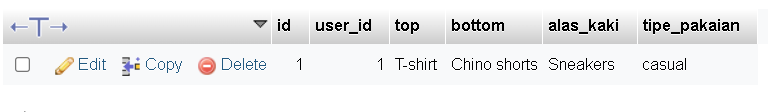 id user_id top bottom alas_kaki tipe_pakaian
Edit Copy Delete 1 1 T-shirt Chino shorts Sneakers casual